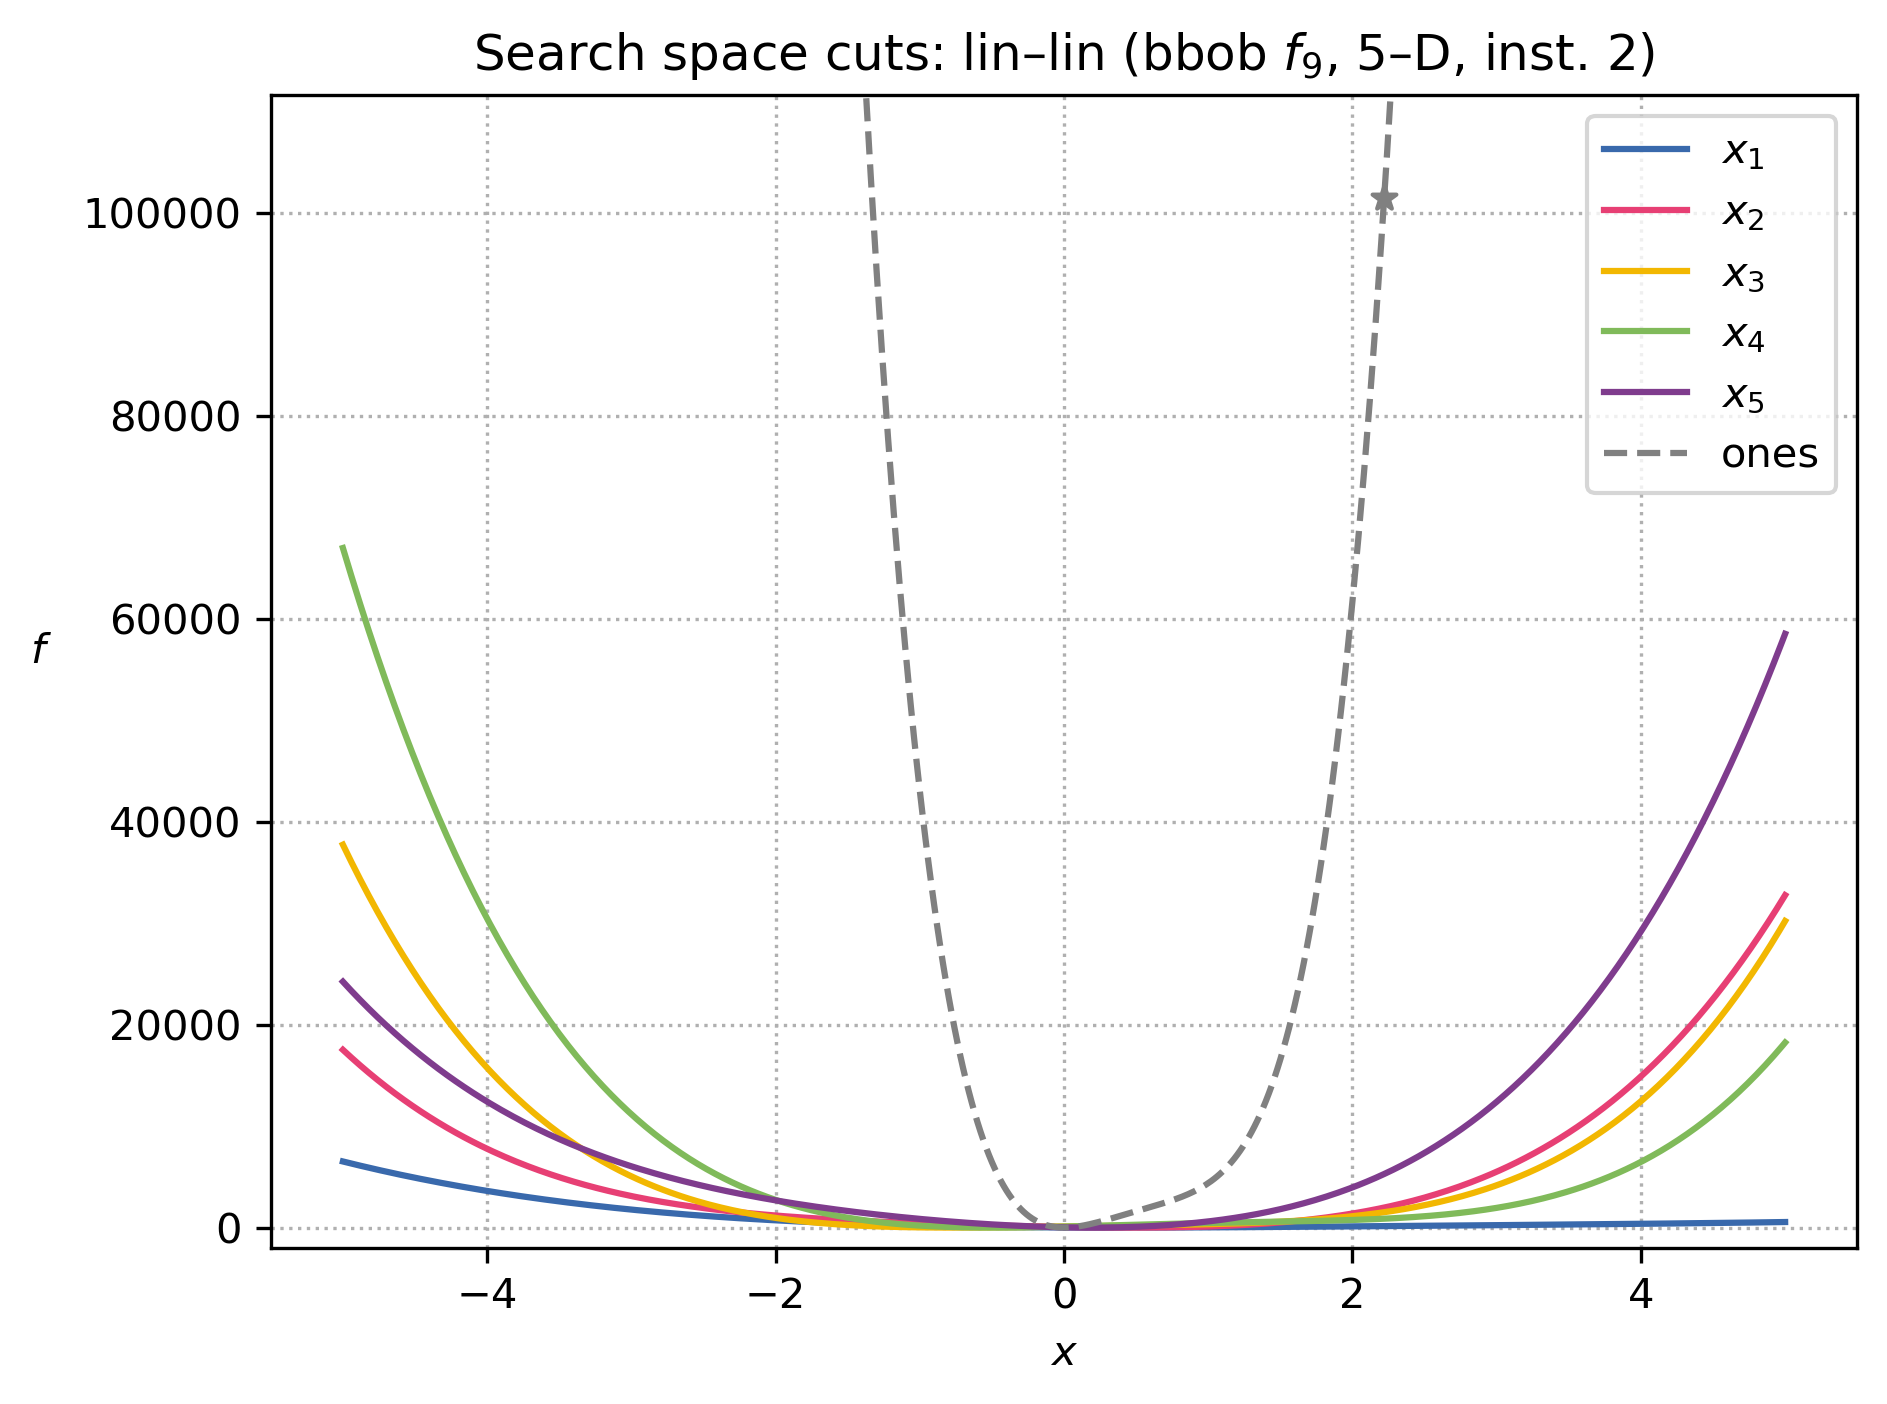 Search space cuts: lin–lin (bbob f₉, 5–D, inst. 2)
x₁
x₂
x₃
x₄
x₅
ones
100000
80000
60000
40000
20000
0
f
−4
−2
0
2
4
x